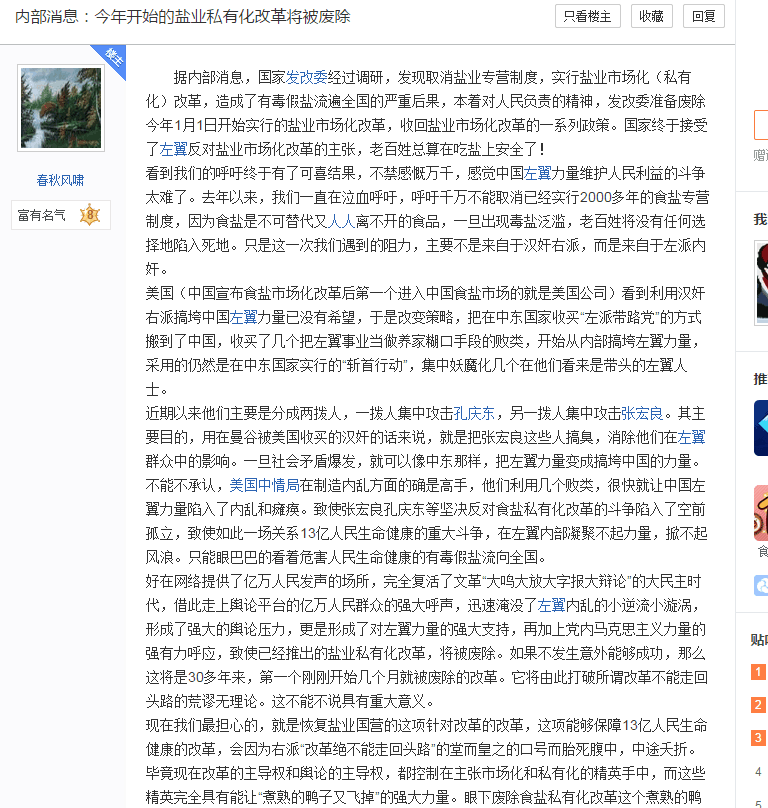 内部消息：今年开始的盐业私有化改革将被废除
只看楼主
收藏
回复
楼主
春秋风啸
富有名气 8
据内部消息，国家发改委经过调研，发现取消盐业专营制度，实行盐业市场化（私有
化）改革，造成了有毒假盐流遍全国的严重后果，本着对人民负责的精神，发改委准备废除
今年1月1日开始实行的盐业市场化改革，收回盐业市场化改革的一系列政策。国家终于接受
了左翼反对盐业市场化改革的主张，老百姓总算在吃盐上安全了！
看到我们的呼吁终于有了可喜结果，不禁感慨万千，感觉中国左翼力量维护人民利益的斗争
太难了。去年以来，我们一直在泣血呼吁，呼吁千万不能取消已经实行2000多年的食盐专营
制度，因为食盐是不可替代又人人离不开的食品，一旦出现毒盐泛滥，老百姓将没有任何选
择地陷入死地。只是这一次我们遇到的阻力，主要不是来自于汉奸右派，而是来自于左派内
奸。
美国（中国宣布食盐市场化改革后第一个进入中国食盐市场的就是美国公司）看到利用汉奸
右派搞垮中国左翼力量已没有希望，于是改变策略，把在中东国家收买“左派带路党”的方式
搬到了中国，收买了几个把左翼事业当做养家糊口手段的败类，开始从内部搞垮左翼力量，
采用的仍然是在中东国家实行的“斩首行动”，集中妖魔化几个在他们看来是带头的左翼人
士。
近期以来他们主要是分成两拨人，一拨人集中攻击孔庆东，另一拨人集中攻击张宏良。其主
要目的，用在曼谷被美国收买的汉奸的话来说，就是把张宏良这些人搞臭，消除他们在左翼
群众中的影响。一旦社会矛盾爆发，就可以像中东那样，把左翼力量变成搞垮中国的力量。
不能不承认，美国中情局在制造内乱方面的确是高手，他们利用几个败类，很快就让中国左
翼力量陷入了内乱和瘫痪。致使张宏良孔庆东等坚决反对食盐私有化改革的斗争陷入了空前
孤立，致使如此一场关系13亿人民生命健康的重大斗争，在左翼内部凝聚不起力量，掀不起
风浪。只能眼巴巴的看着危害人民生命健康的有毒假盐流向全国。
好在网络提供了亿万人民发声的场所，完全复活了文革“大鸣大放大字报大辩论”的大民主时
代，借此走上舆论平台的亿万人民群众的强大呼声，迅速淹没了左翼内乱的小逆流小漩涡，
形成了强大的舆论压力，更是形成了对左翼力量的强大支持，再加上党内马克思主义力量的
强有力呼应，致使已经推出的盐业私有化改革，将被废除。如果不发生意外能够成功，那么
这将是30多年来，第一个刚刚开始几个月就被废除的改革。它将由此打破所谓改革不能走回
头路的荒谬无理论。这不能不说具有重大意义。
现在我们最担心的，就是恢复盐业国营的这项针对改革的改革，这项能够保障13亿人民生命
健康的改革，会因为右派“改革绝不能走回头路”的堂而皇之的口号而胎死腹中，中途夭折。
毕竟现在改革的主导权和舆论的主导权，都控制在主张市场化和私有化的精英手中，而这些
精英完全具有能让“煮熟的鸭子又飞掉”的强大力量。眼下废除食盐私有化改革这个煮熟的鸭
赠
我
推
食
贴吧
1
2
3
4
5